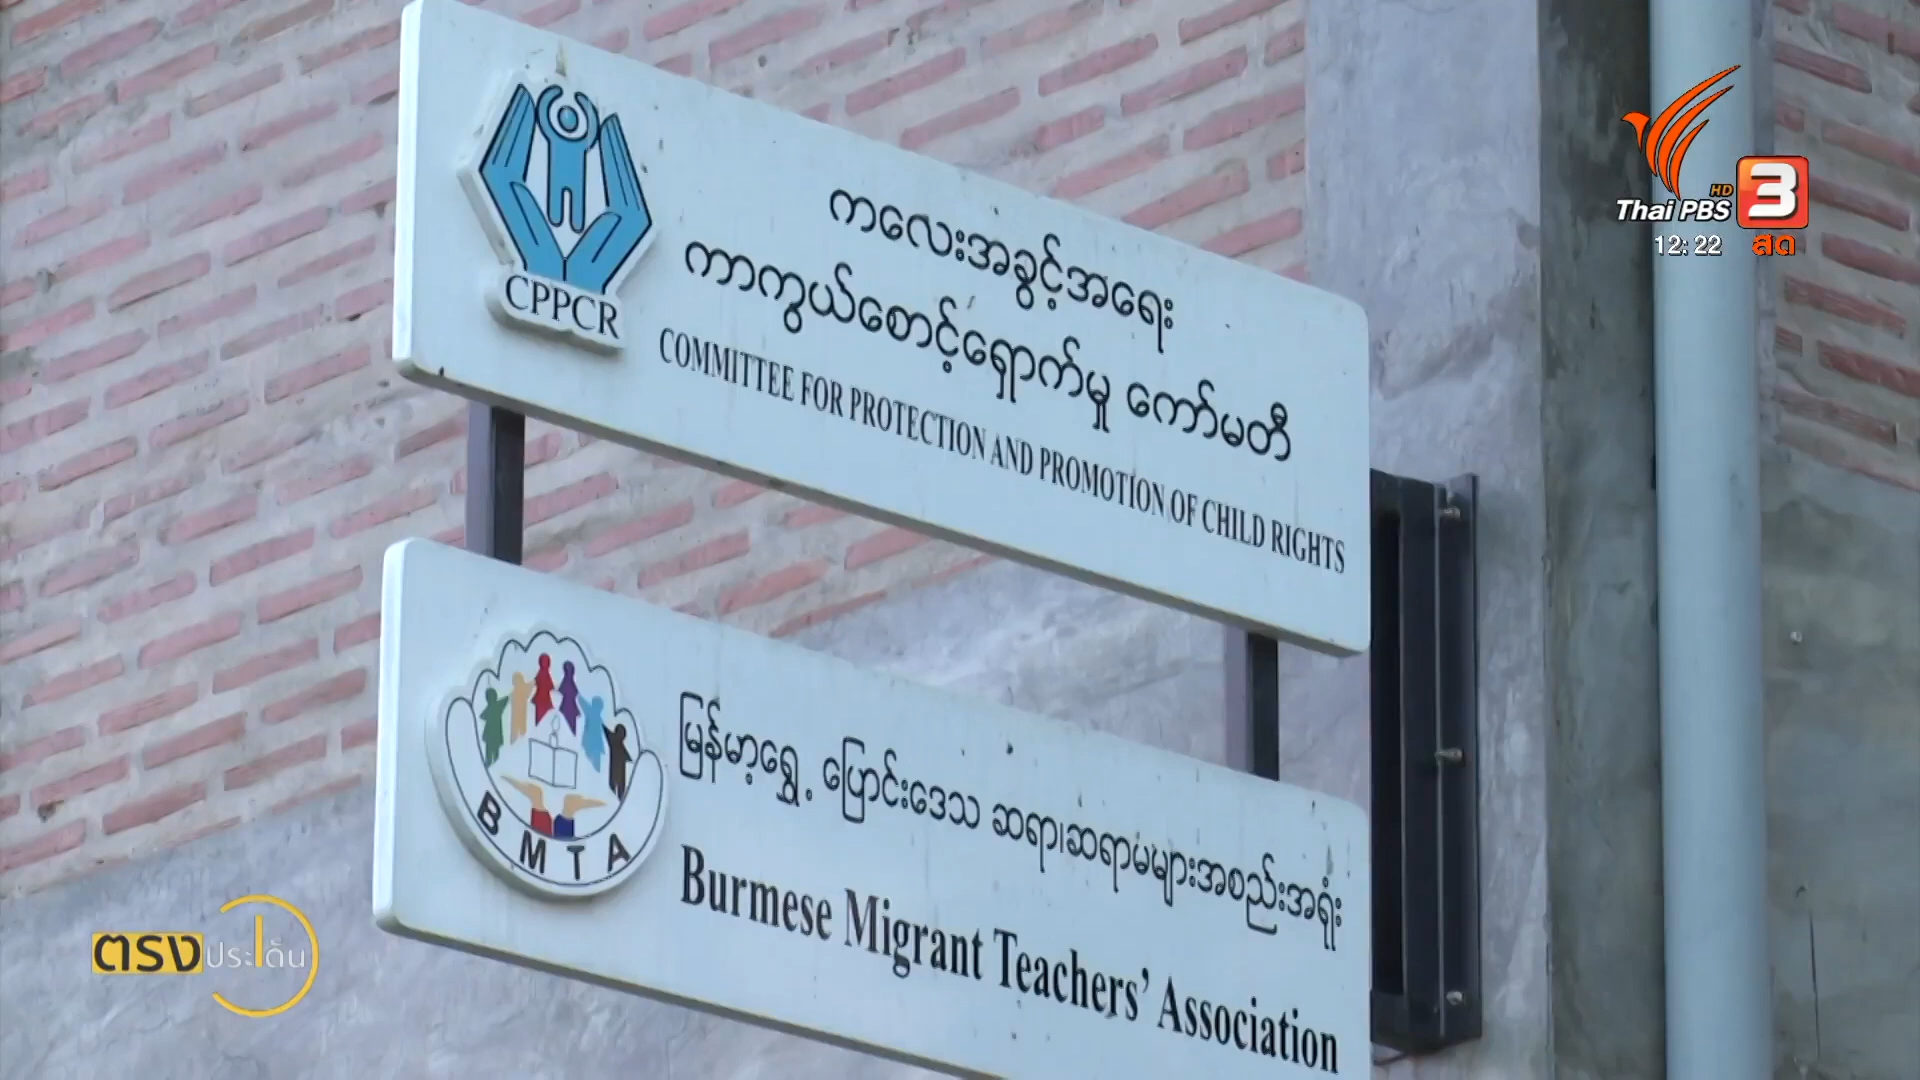 CPPCR
ကလေးအခွင့်အရေး
ကာကွယ်စောင့်ရှောက်မှု ကော်မတီ
COMMITTEE FOR PROTECTION AND PROMOTION OF CHILD RIGHTS
BMTA
မြန်မာ့ရွှေ့ ပြောင်းဒေသ ဆရာ၊ဆရာမများအစည်းအရုံး
Burmese Migrant Teachers' Association
Thai PBS HD 3
12:22 สด
ตรงประเด็น